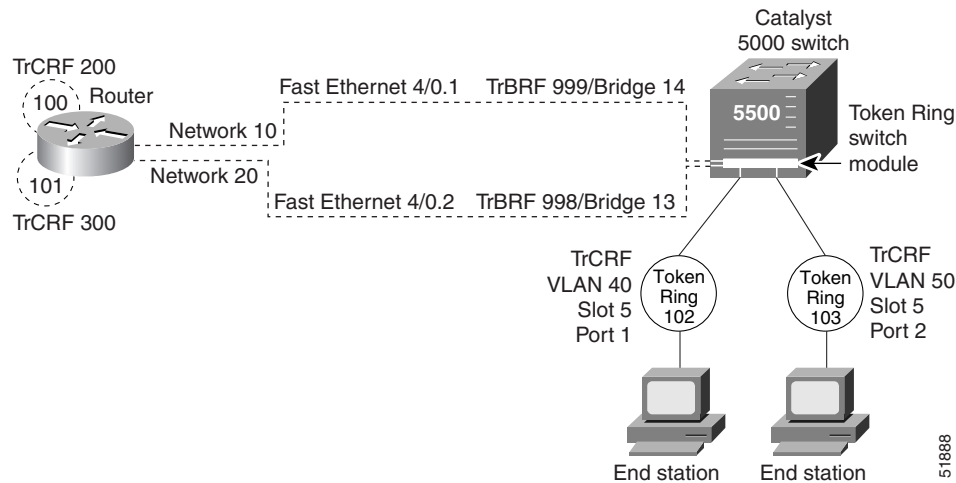 Catalyst
5000 switch
TrCRF 200
100
Router
Fast Ethernet 4/0.1
TrBRF 999/Bridge 14
5500
Token Ring
switch
module
Network 10
101
Network 20
TrCRF 300
Fast Ethernet 4/0.2
TrBRF 998/Bridge 13
TrCRF
VLAN 40
Slot 5
Port 1
Token
Ring
102
Token
Ring
103
TrCRF
VLAN 50
Slot 5
Port 2
End station
End station
51888